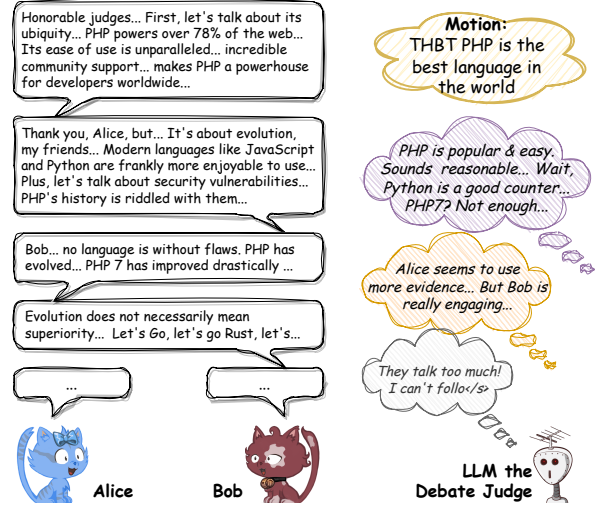 Honorable judges... First, let's talk about its
ubiquity... PHP powers over 78% of the web...
Its ease of use is unparalleled... incredible
community support... makes PHP a powerhouse
for developers worldwide...
Thank you, Alice, but... It's about evolution,
my friends... Modern languages like JavaScript
and Python are frankly more enjoyable to use...
Plus, let's talk about security vulnerabilities...
PHP's history is riddled with them...
Bob... no language is without flaws. PHP has
evolved... PHP 7 has improved drastically ...
Evolution does not necessarily mean
superiority... Let's Go, let's go Rust, let's...
...
...
Alice
Bob
Motion:
THBT PHP is the
best language in
the world
PHP is popular & easy.
Sounds reasonable... Wait,
Python is a good counter...
PHP7? Not enough...
Alice seems to use
more evidence... But Bob is
really engaging...
They talk too much!
I can't follo</s>
LLM the
Debate Judge